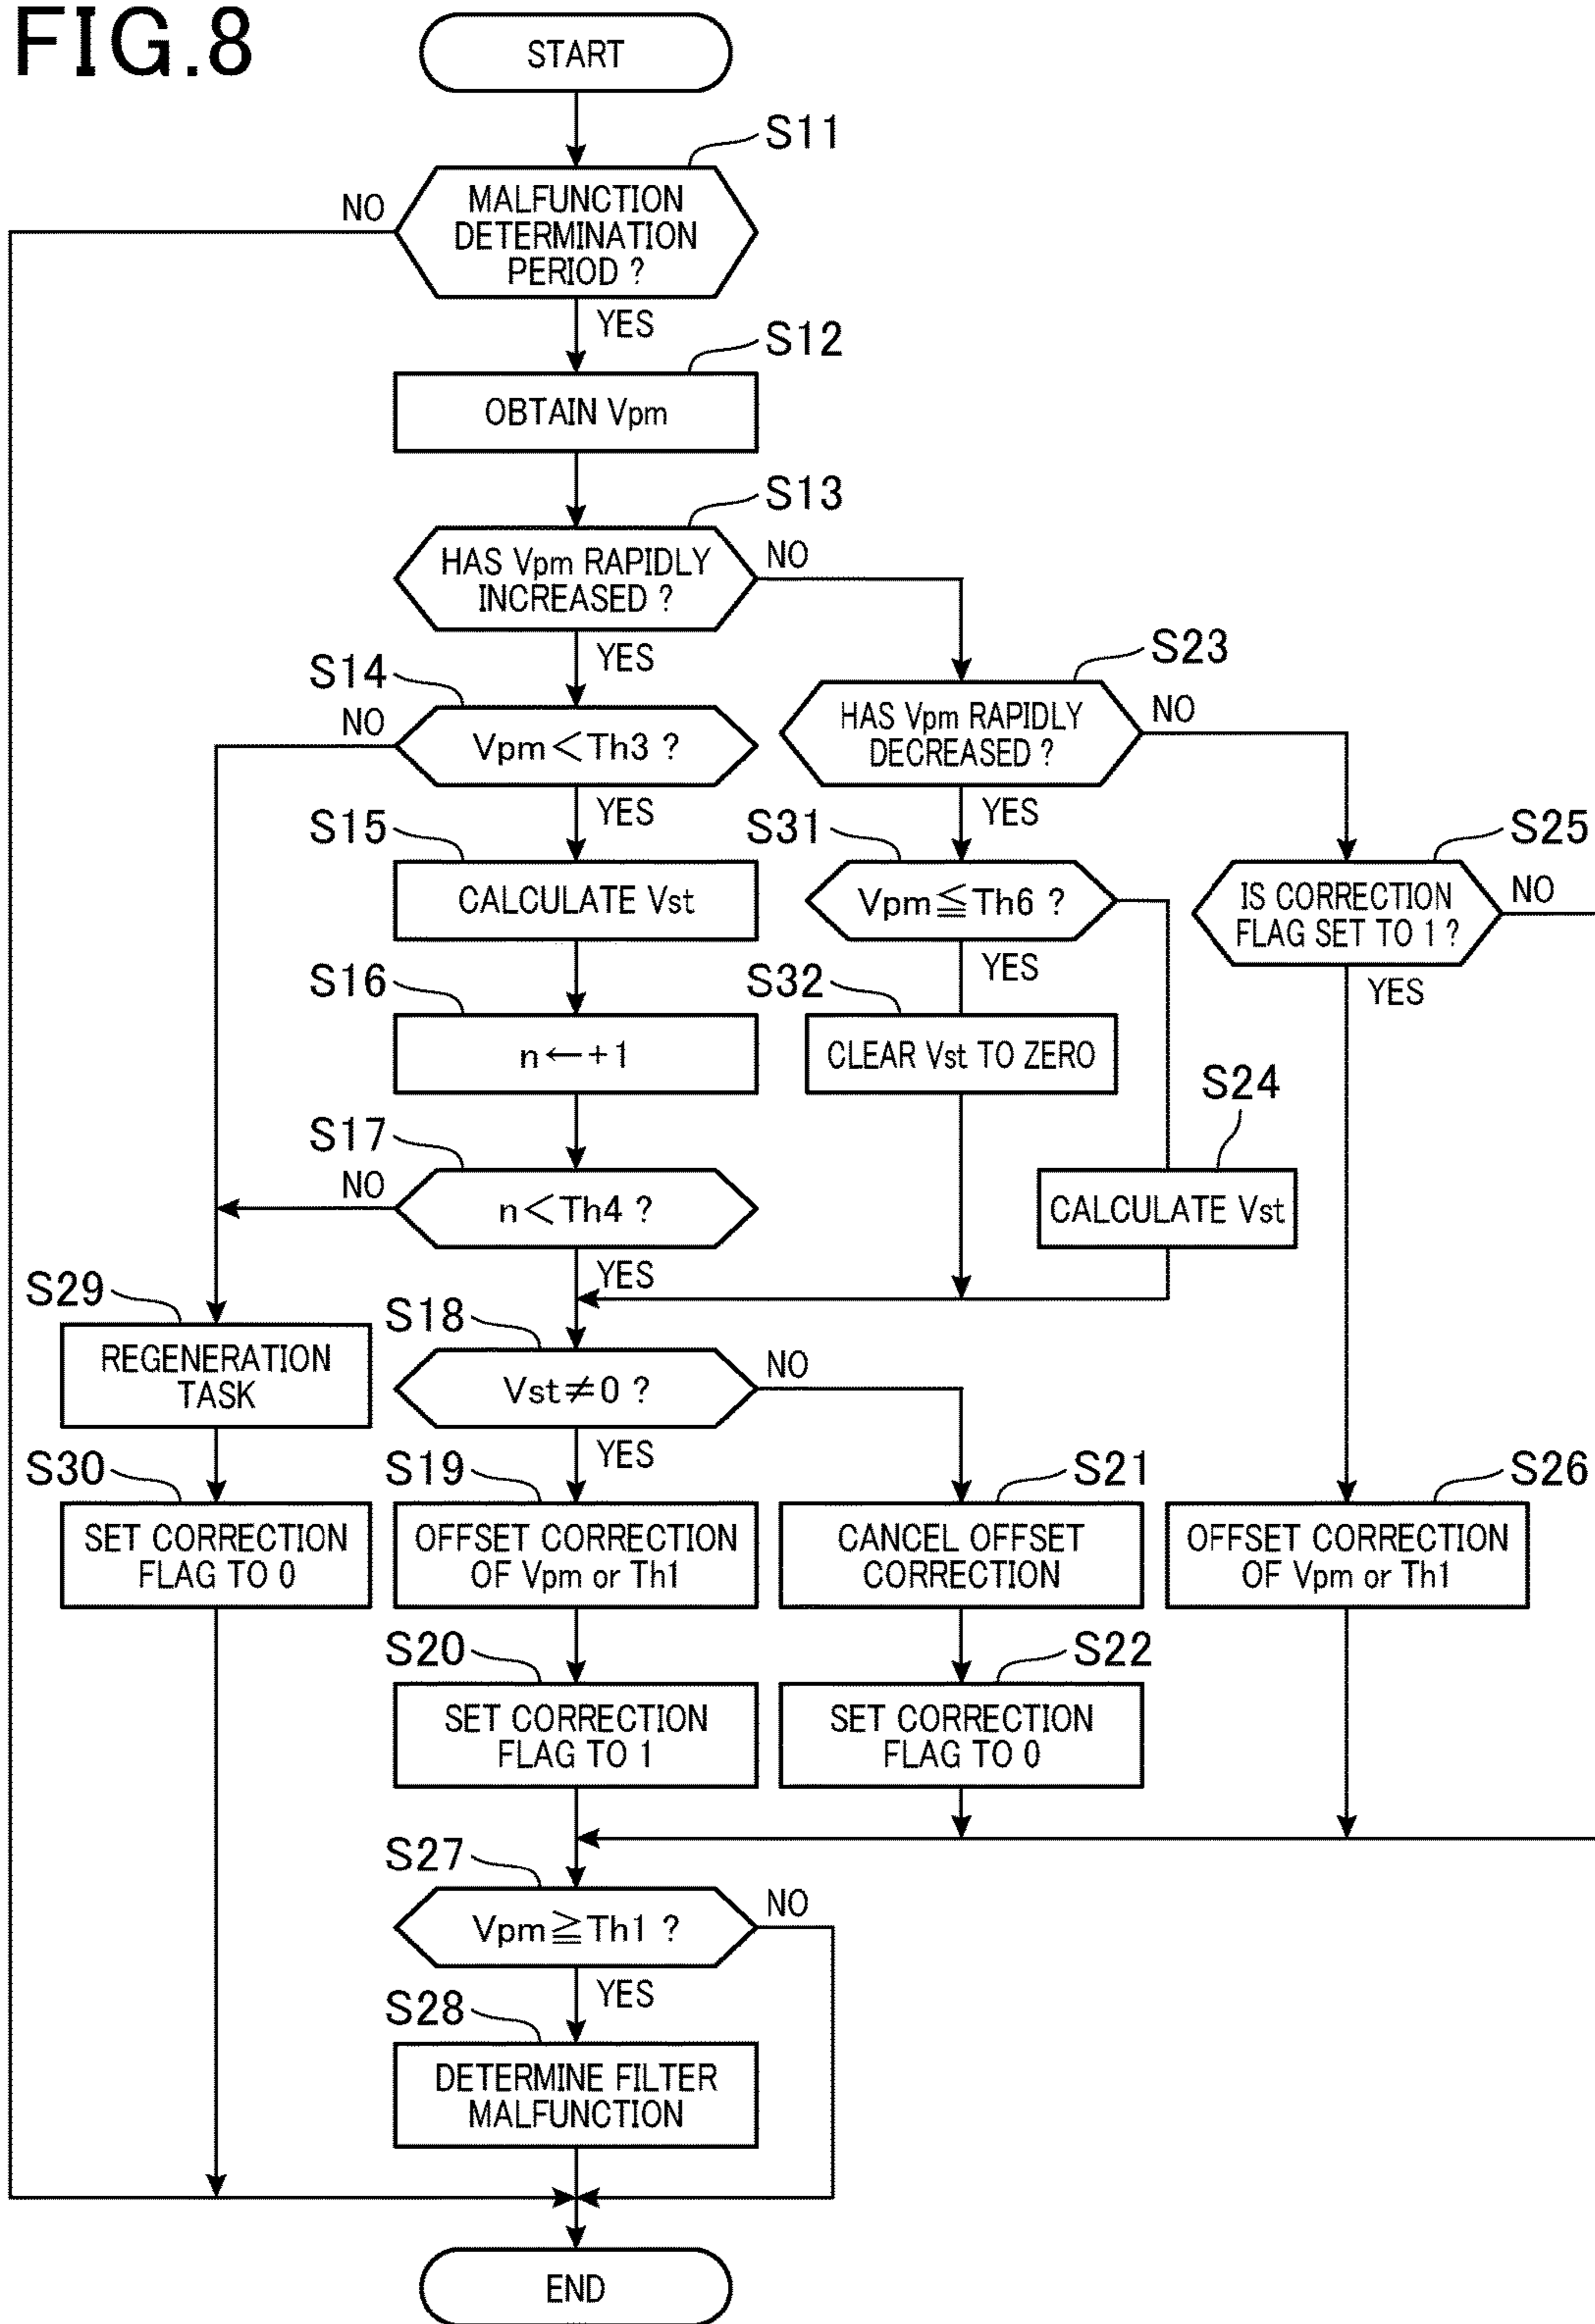 FIG.8
START
S11
MALFUNCTION
DETERMINATION
PERIOD ?
NO
YES
S12
OBTAIN Vpm
S13
HAS Vpm RAPIDLY
INCREASED ?
NO
YES
S14
NO
Vpm<Th3 ?
YES
S23
HAS Vpm RAPIDLY
DECREASED ?
NO
YES
S15
CALCULATE Vst
S31
Vpm≦Th6 ?
YES
S25
IS CORRECTION
FLAG SET TO 1 ?
NO
YES
S16
n←+1
S32
CLEAR Vst TO ZERO
S24
CALCULATE Vst
S17
NO
n<Th4 ?
YES
S29
REGENERATION
TASK
S18
Vst≠0 ?
NO
YES
S30
SET CORRECTION
FLAG TO 0
S19
OFFSET CORRECTION
OF Vpm or Th1
S21
CANCEL OFFSET
CORRECTION
S26
OFFSET CORRECTION
OF Vpm or Th1
S20
SET CORRECTION
FLAG TO 1
S22
SET CORRECTION
FLAG TO 0
S27
Vpm≧Th1 ?
NO
YES
S28
DETERMINE FILTER
MALFUNCTION
END